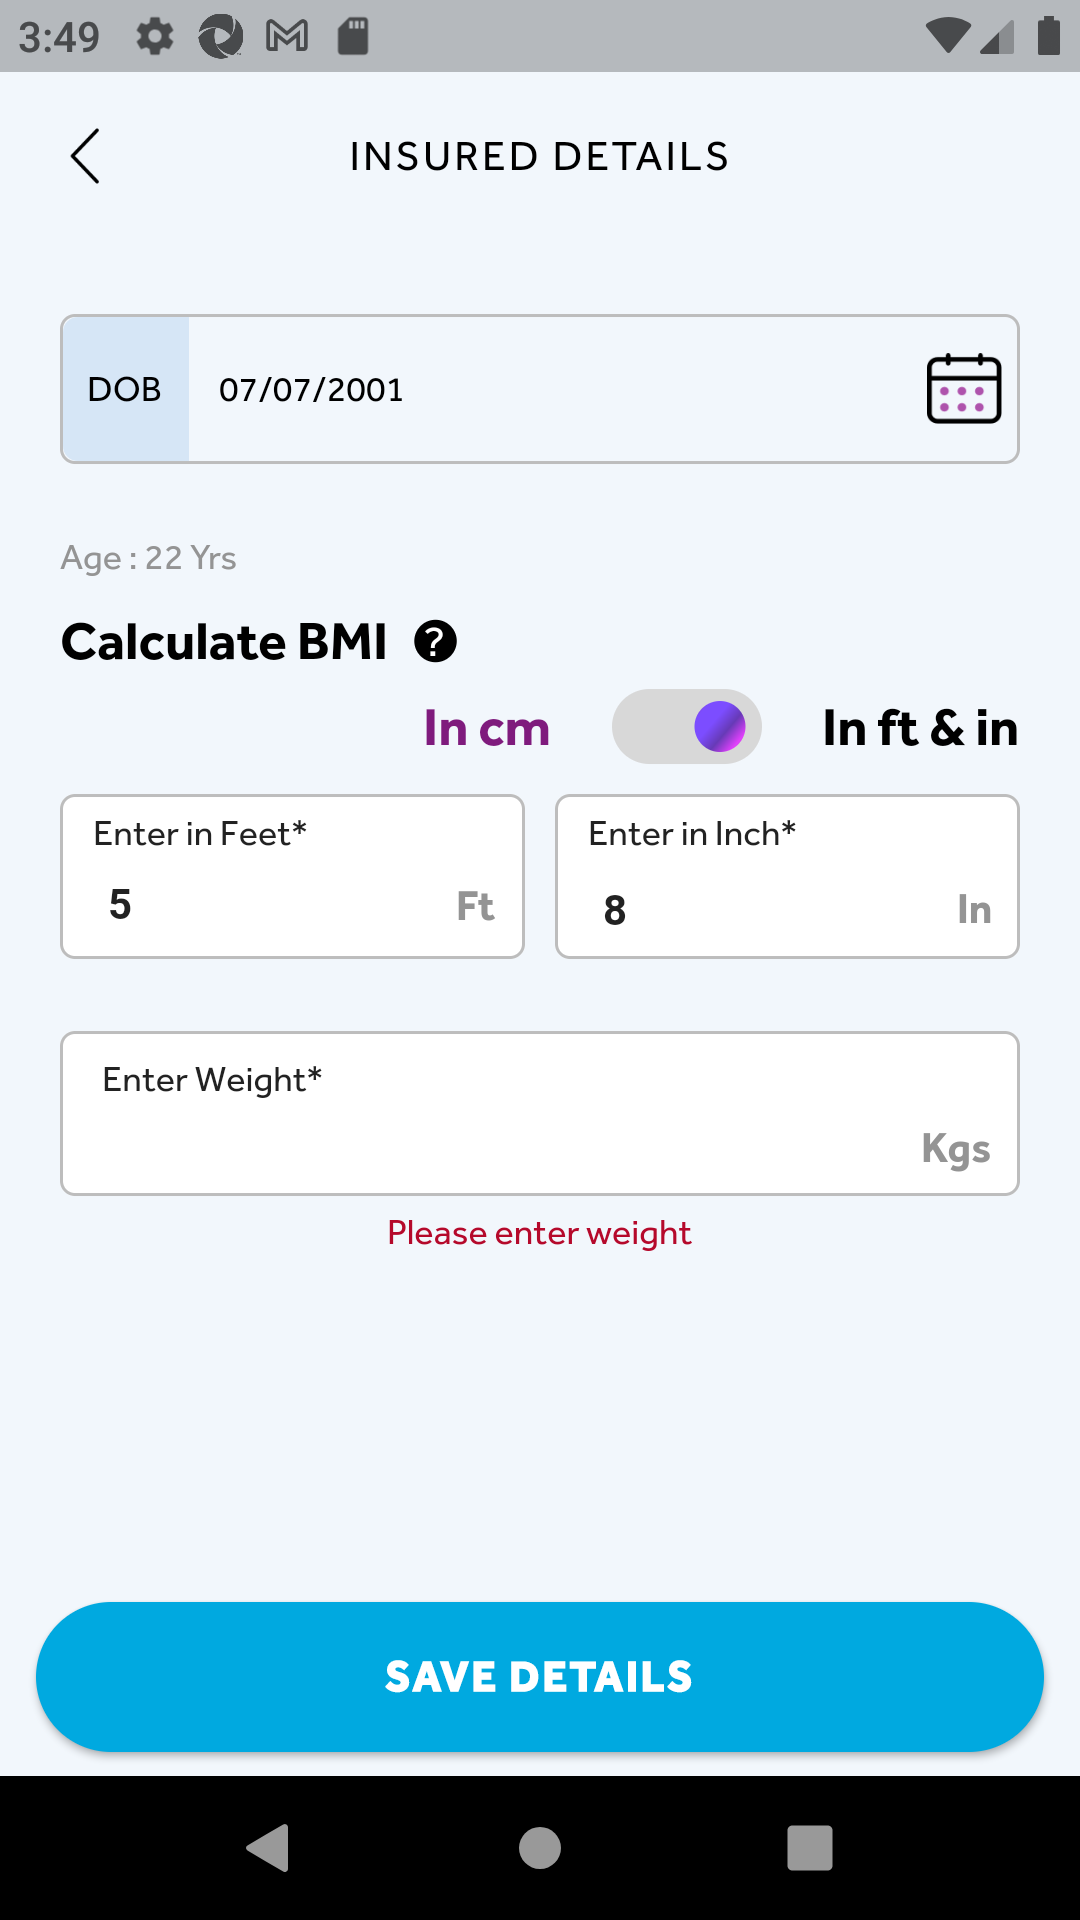 3:49
INSURED DETAILS
DOB 07/07/2001
Age : 22 Yrs
Calculate BMI ?
In cm In ft & in
Enter in Feet* Enter in Inch*
5 Ft 8 In
Enter Weight*
Kgs
Please enter weight
SAVE DETAILS